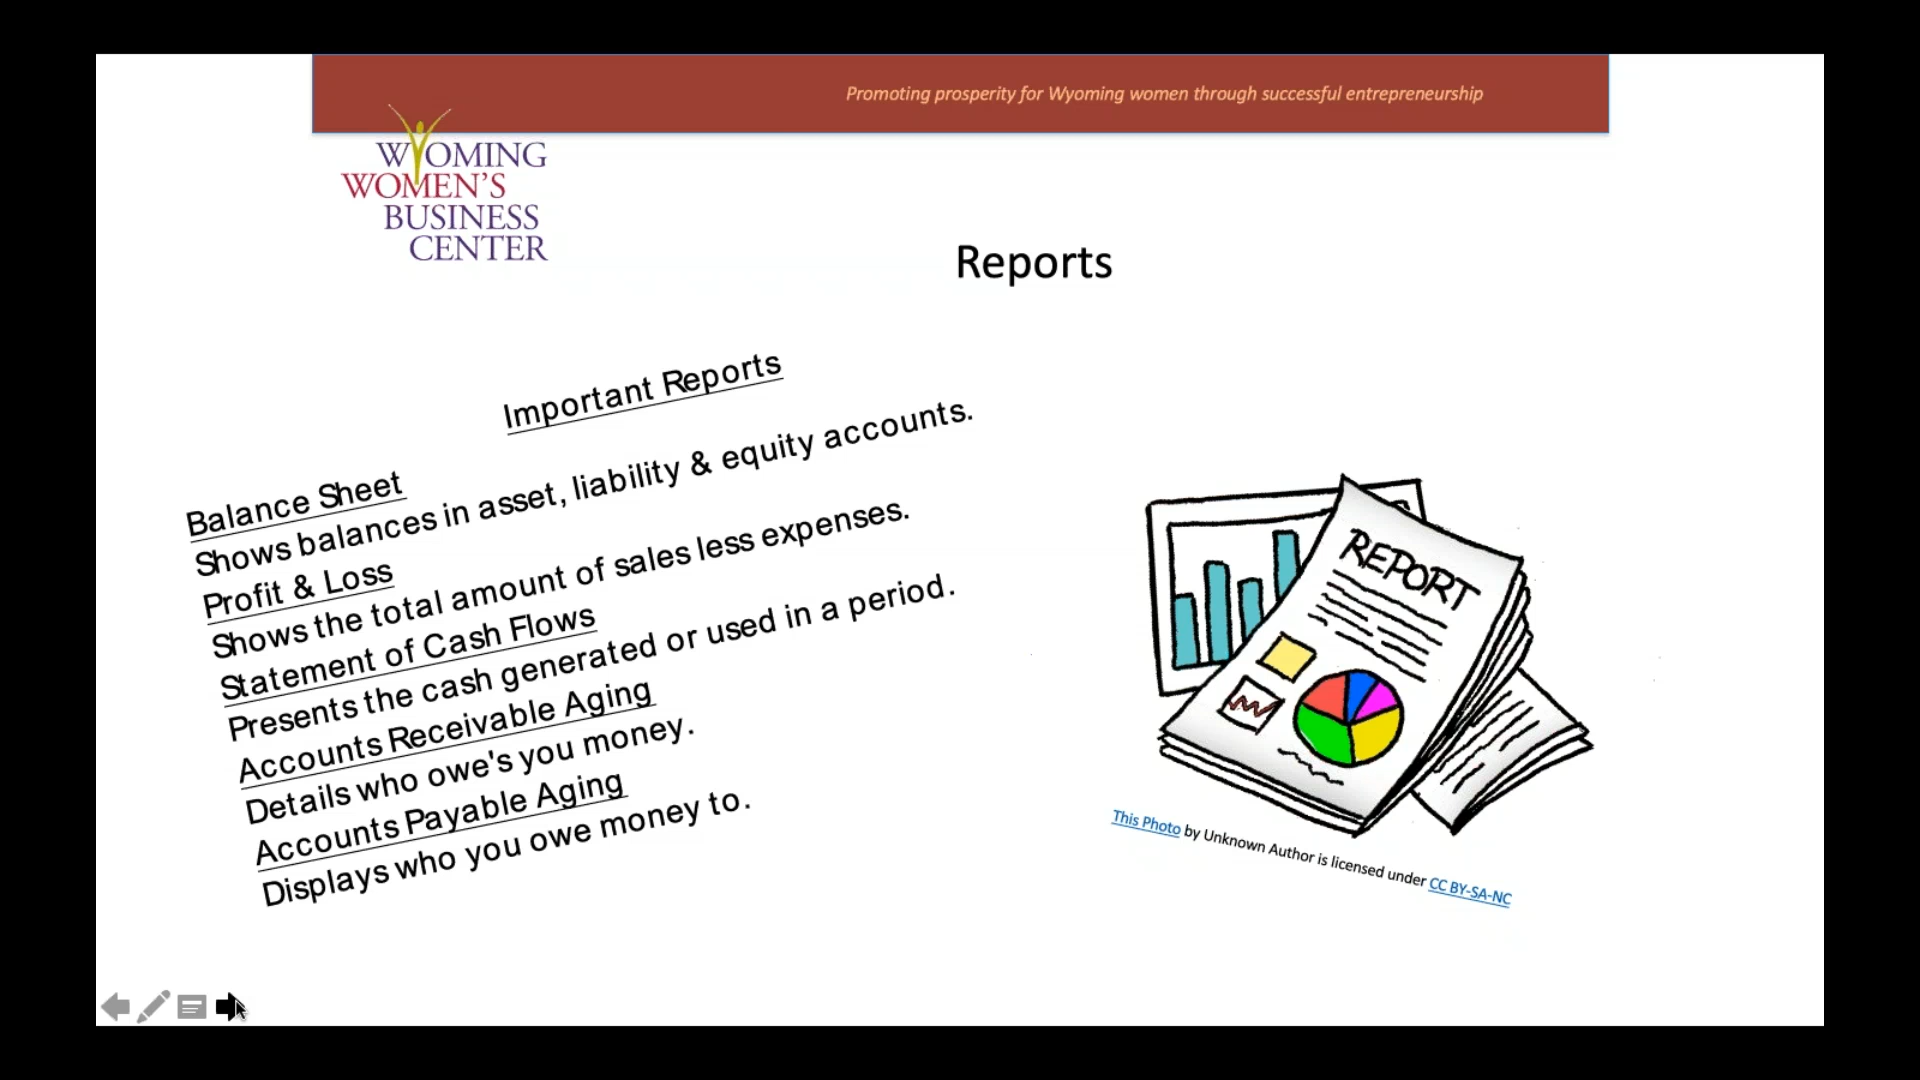 Promoting prosperity for Wyoming women through successful entrepreneurship
WYOMING
WOMEN'S
BUSINESS
CENTER
Reports
Important Reports
Balance Sheet
Shows balances in asset, liability & equity accounts.
Profit & Loss
Shows the total amount of sales less expenses.
Statement of Cash Flows
Presents the cash generated or used in a period.
Accounts Receivable Aging
Details who owe's you money.
Accounts Payable Aging
Displays who you owe money to.
REPORT
This Photo by Unknown Author is licensed under CC BY-SA-NC